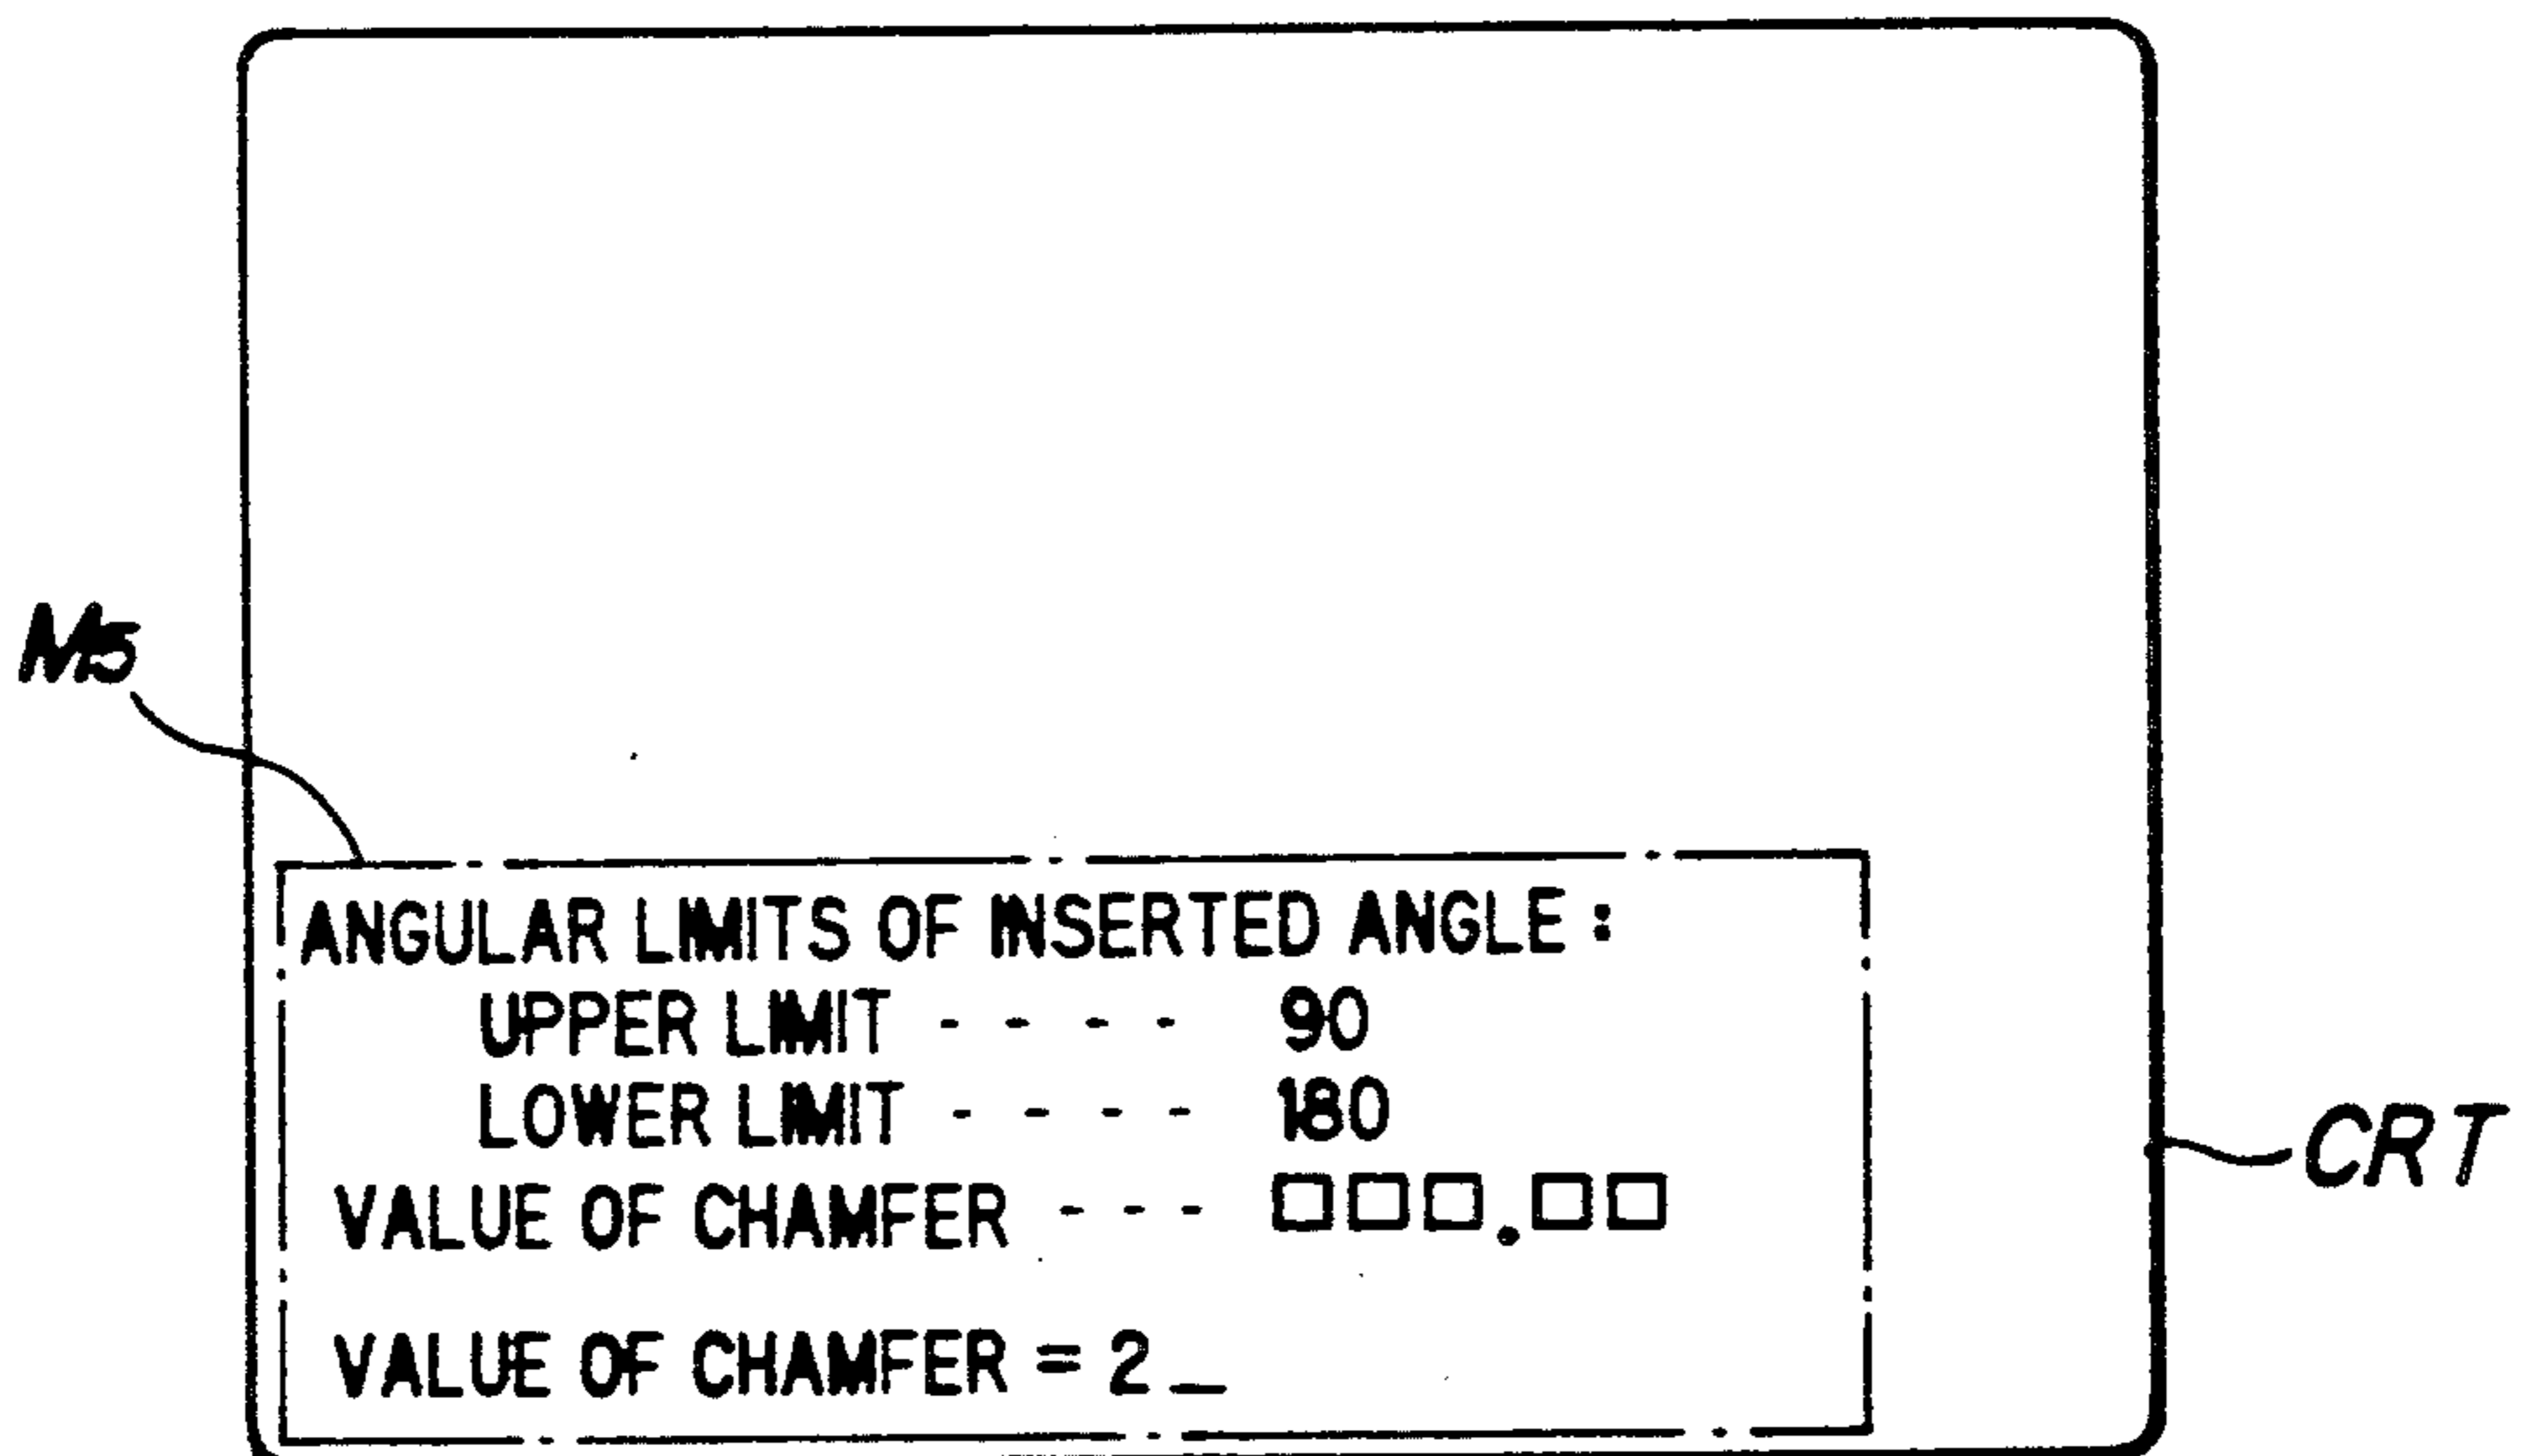 M5
ANGULAR LIMITS OF INSERTED ANGLE :
UPPER LIMIT - - - - 90
LOWER LIMIT - - - - 180
VALUE OF CHAMFER - - - □□□.□□
VALUE OF CHAMFER = 2_
CRT